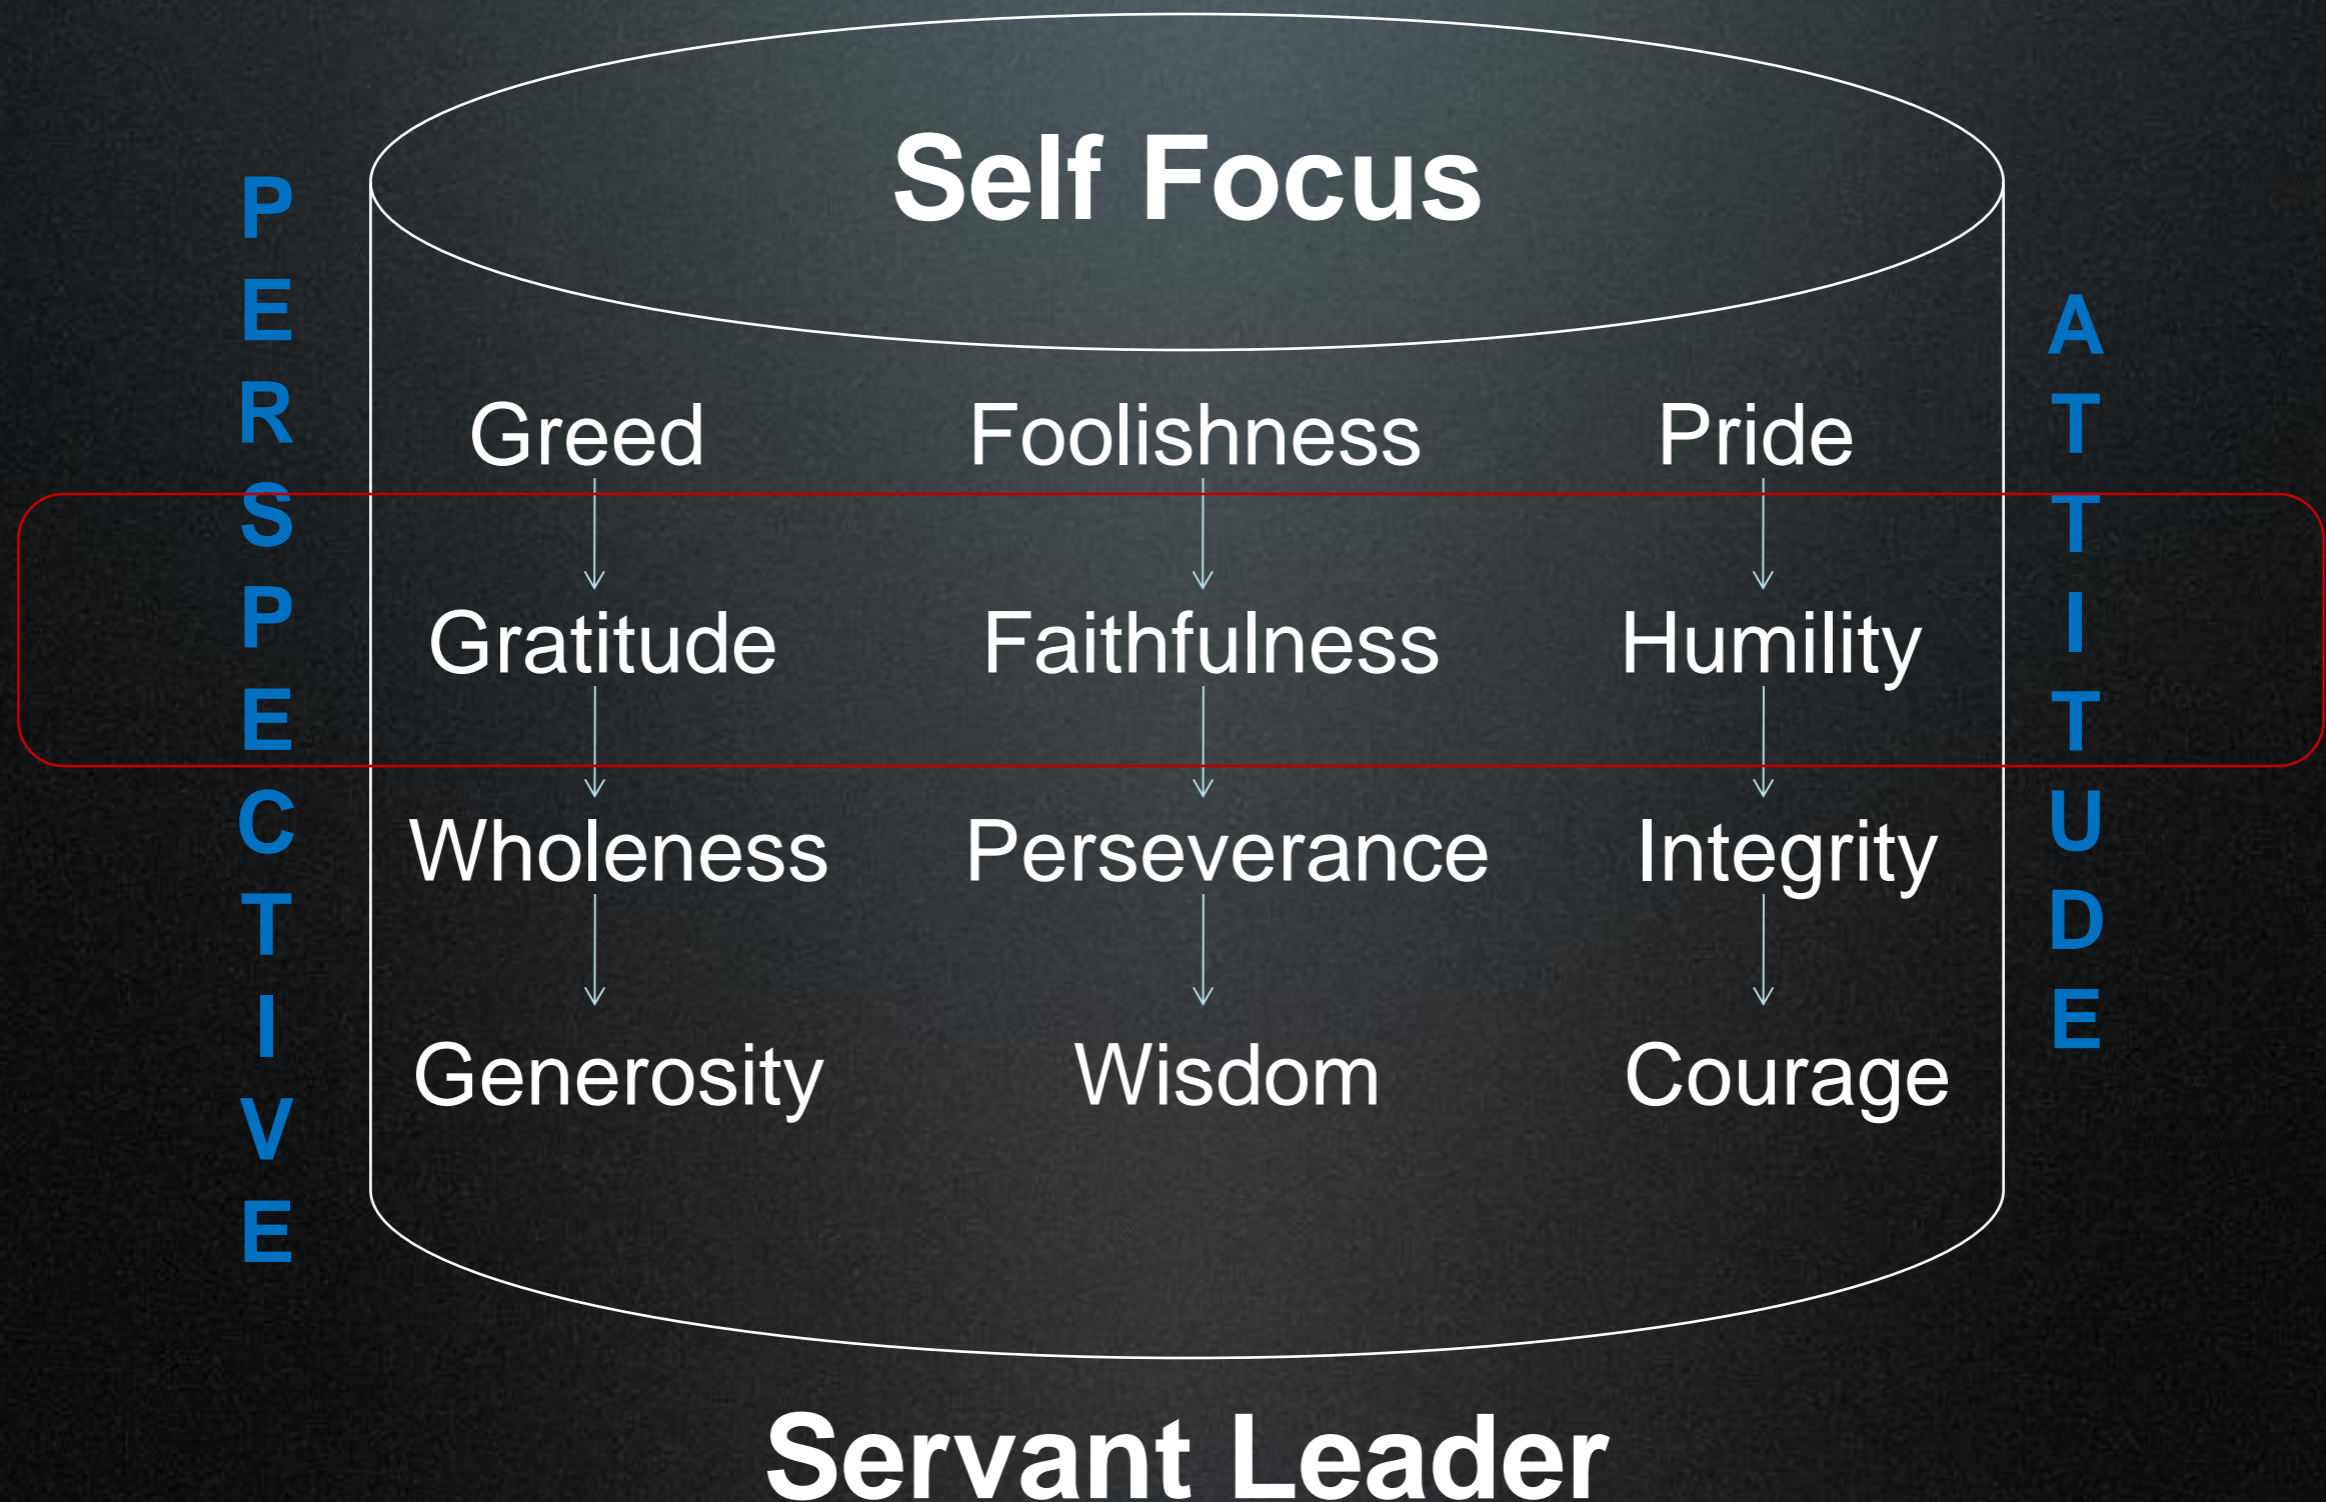 Self Focus
PERSPECTIVE
ATTITUDE
Greed Foolishness Pride
Gratitude Faithfulness Humility
Wholeness Perseverance Integrity
Generosity Wisdom Courage
Servant Leader